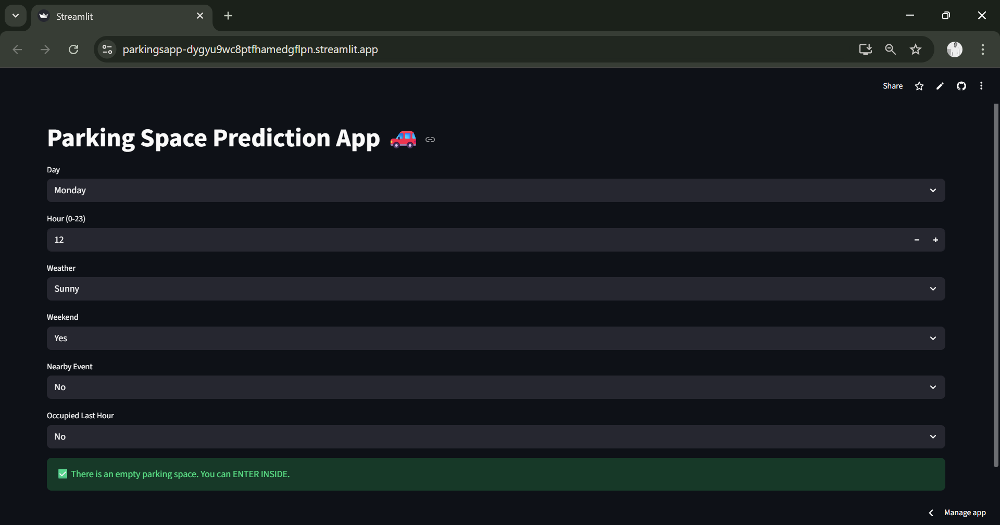 Streamlit
parkingsapp-dygyu9wc8ptfhamedgflpn.streamlit.app
Share
Parking Space Prediction App 🚗
Day
Monday
Hour (0-23)
12
Weather
Sunny
Weekend
Yes
Nearby Event
No
Occupied Last Hour
No
✅ There is an empty parking space. You can ENTER INSIDE.
Manage app